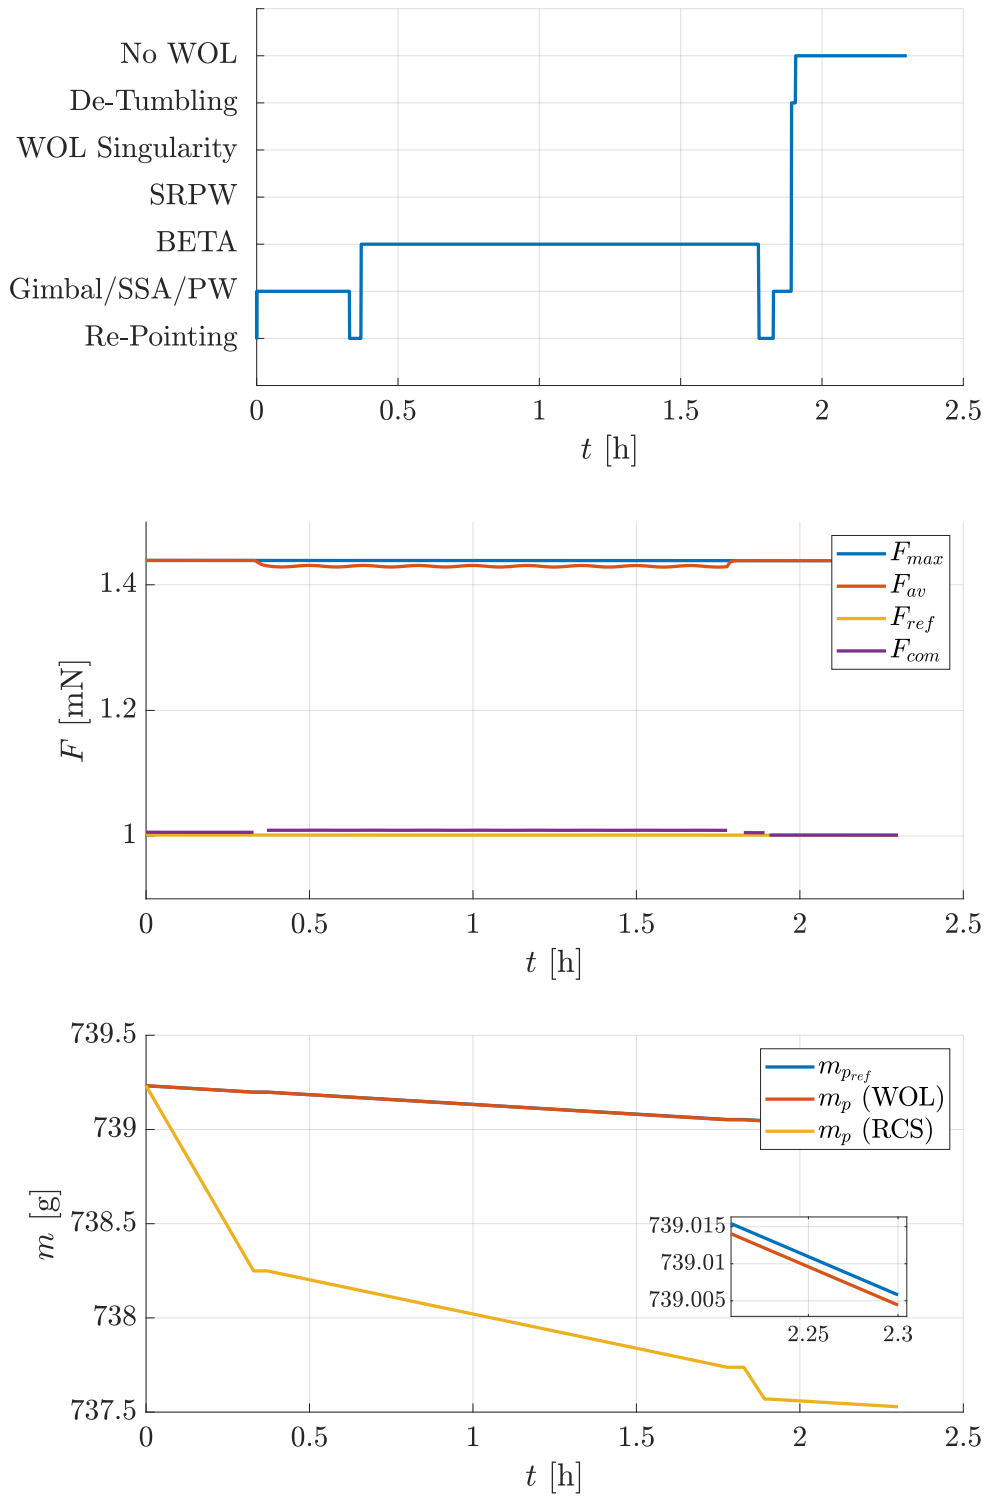 No WOL
De-Tumbling
WOL Singularity
SRPW
BETA
Gimbal/SSA/PW
Re-Pointing
0 0.5 1 1.5 2 2.5
t [h]
F [mN]
1.4
1.2
1
F_max
F_av
F_ref
F_com
0 0.5 1 1.5 2 2.5
t [h]
m [g]
739.5
739
738.5
738
737.5
m_p_ref
m_p (WOL)
m_p (RCS)
739.015
739.01
739.005
2.25 2.3
0 0.5 1 1.5 2 2.5
t [h]